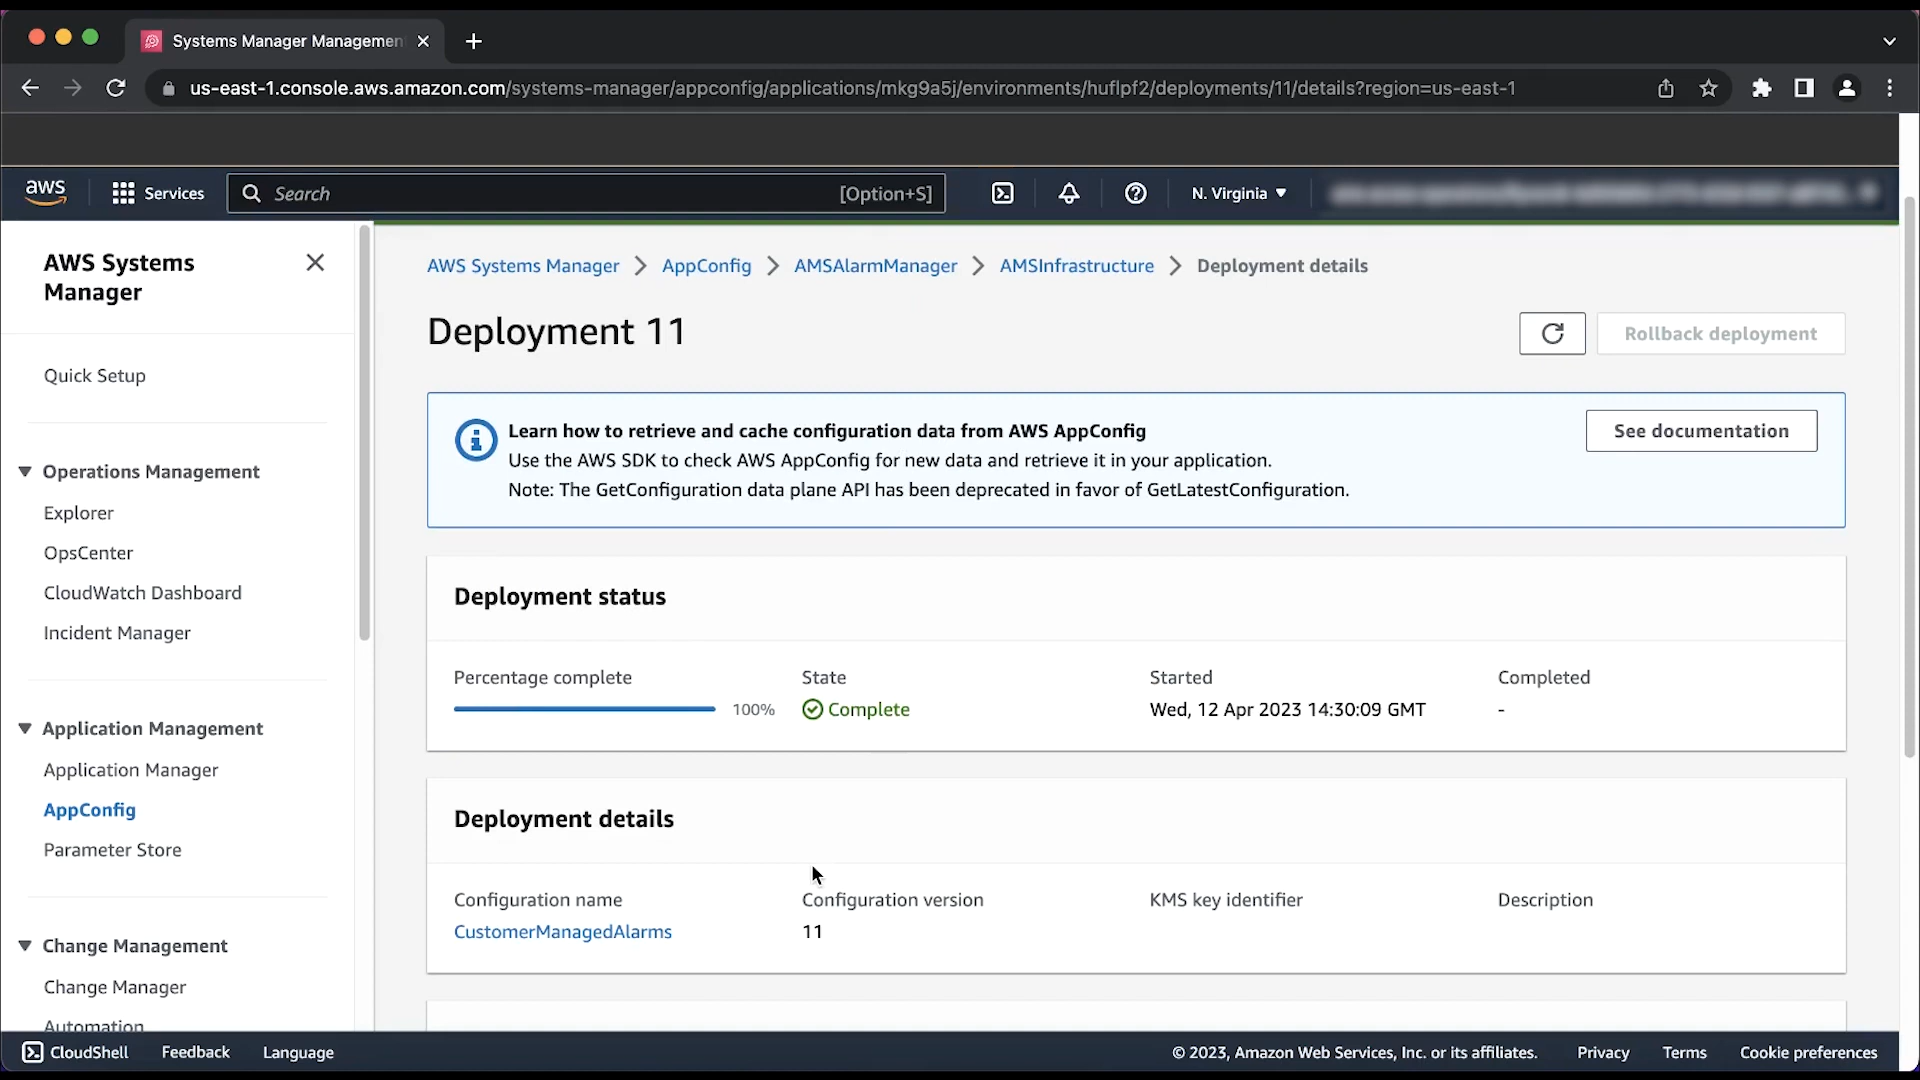 Systems Manager Managemen
us-east-1.console.aws.amazon.com/systems-manager/appconfig/applications/mkg9a5j/environments/huflpf2/deployments/11/details?region=us-east-1
aws
Services
Search
[Option+S]
N. Virginia
AWS Systems Manager
AppConfig
AMSAlarmManager
AMSInfrastructure
Deployment details
AWS Systems
Manager
Quick Setup
Operations Management
Explorer
OpsCenter
CloudWatch Dashboard
Incident Manager
Application Management
Application Manager
AppConfig
Parameter Store
Change Management
Change Manager
Automation
Deployment 11
Rollback deployment
Learn how to retrieve and cache configuration data from AWS AppConfig
Use the AWS SDK to check AWS AppConfig for new data and retrieve it in your application.
Note: The GetConfiguration data plane API has been deprecated in favor of GetLatestConfiguration.
See documentation
Deployment status
Percentage complete
100%
State
Complete
Started
Wed, 12 Apr 2023 14:30:09 GMT
Completed
-
Deployment details
Configuration name
CustomerManagedAlarms
Configuration version
11
KMS key identifier
Description
CloudShell
Feedback
Language
© 2023, Amazon Web Services, Inc. or its affiliates.
Privacy
Terms
Cookie preferences